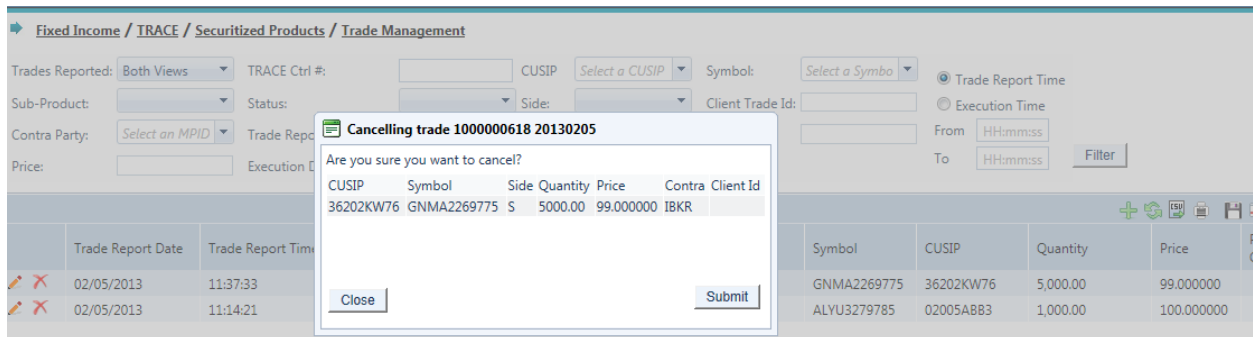 Fixed Income / TRACE / Securitized Products / Trade Management
Trades Reported: Both Views TRACE Ctrl #: CUSIP Select a CUSIP Symbol: Select a Symbo Trade Report Time
Sub-Product: Status: Side: Client Trade Id: Execution Time
Contra Party: Select an MPID Trade Repo From HH:mm:ss
Price: Execution D To HH:mm:ss Filter
Cancelling trade 1000000618 20130205
Are you sure you want to cancel?
CUSIP Symbol Side Quantity Price Contra Client Id
36202KW76 GNMA2269775 S 5000.00 99.000000 IBKR
Close Submit
CSV
Trade Report Date Trade Report Time Symbol CUSIP Quantity Price
02/05/2013 11:37:33 GNMA2269775 36202KW76 5,000.00 99.000000
02/05/2013 11:14:21 ALYU3279785 02005ABB3 1,000.00 100.000000